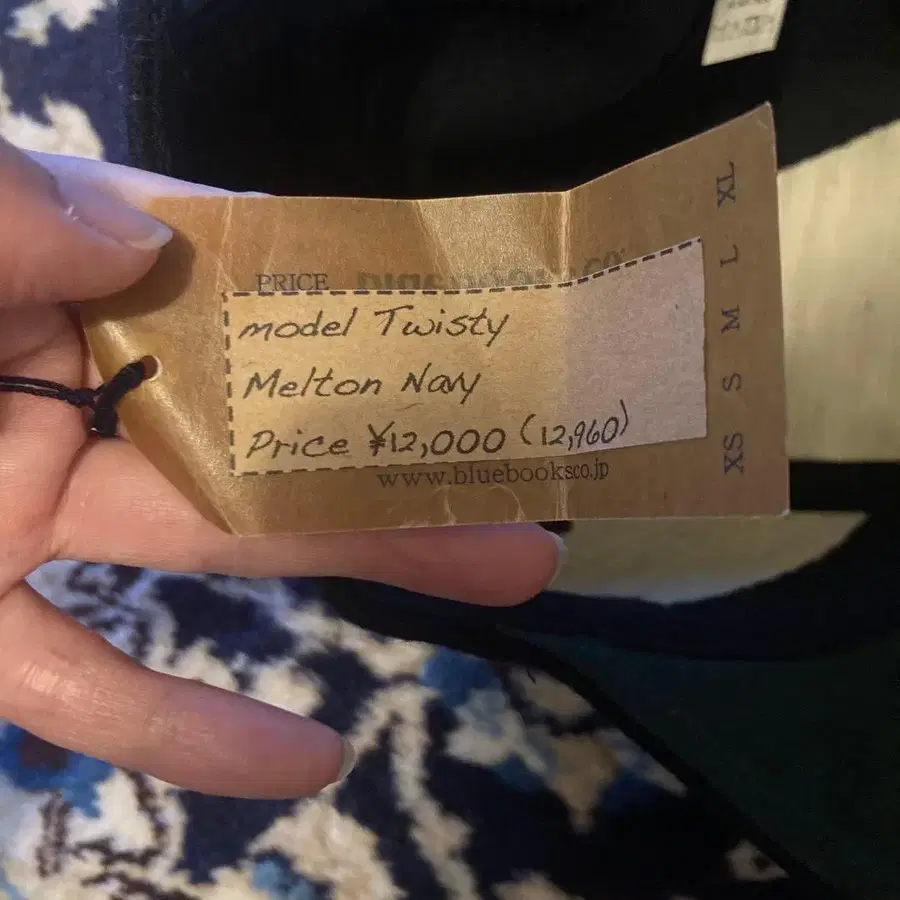 PRICE
model Twisty
Melton Navy
Price ¥12,000 (12,960)
www.bluebooksco.jp
XS S M L XL